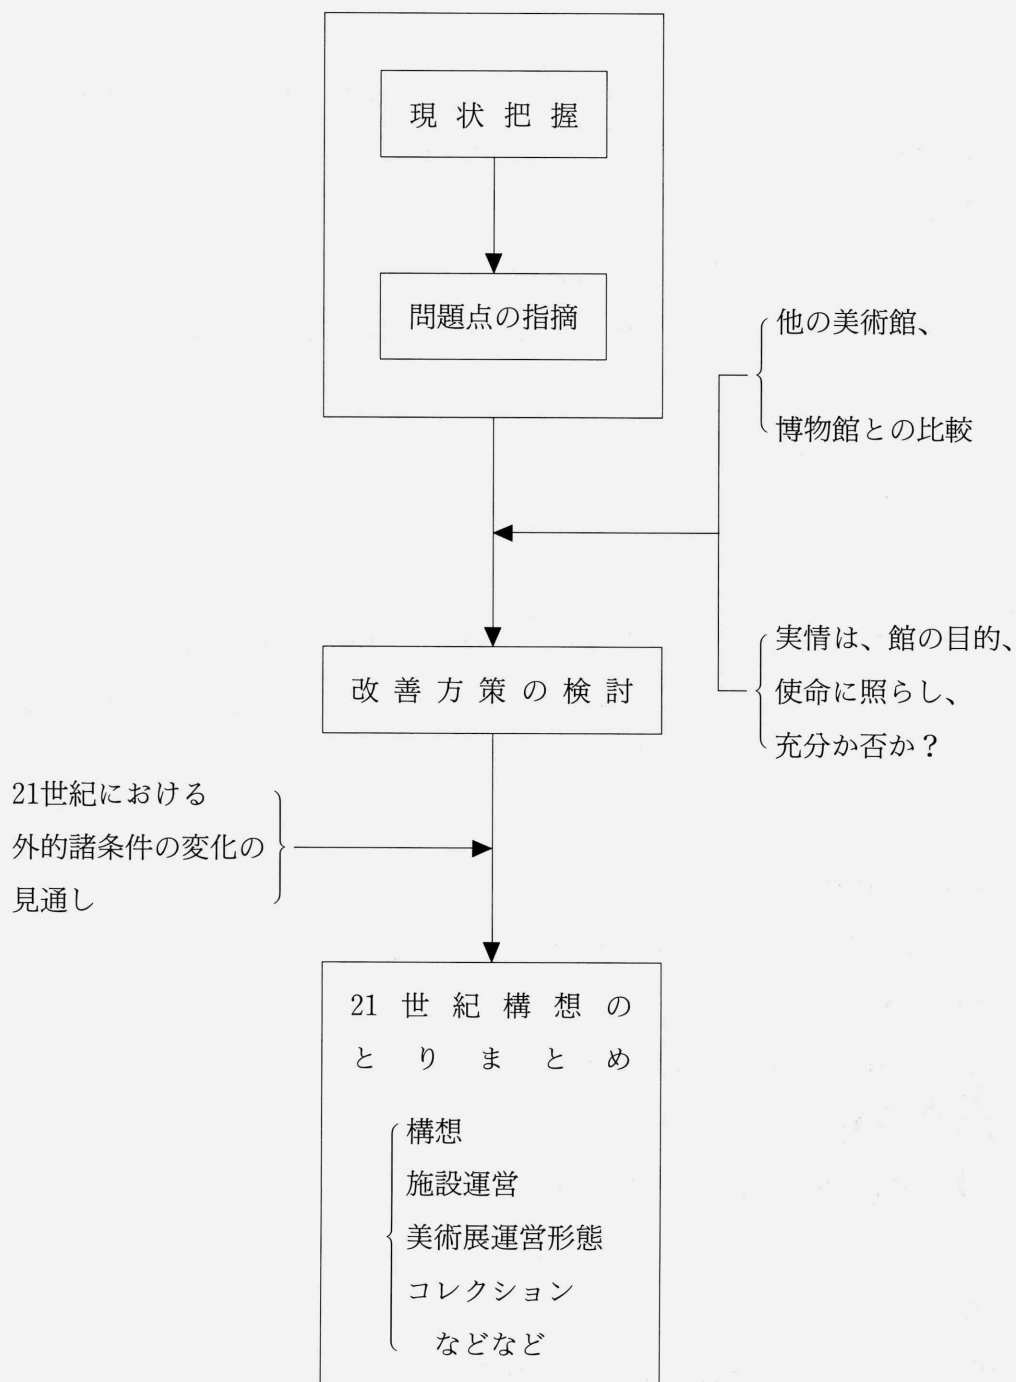 現状把握
問題点の指摘
他の美術館、
博物館との比較
実情は、館の目的、
使命に照らし、
充分か否か？
改善方策の検討
21世紀における
外的諸条件の変化の
見通し
21世紀構想の
とりまとめ
構想
施設運営
美術展運営形態
コレクション
などなど